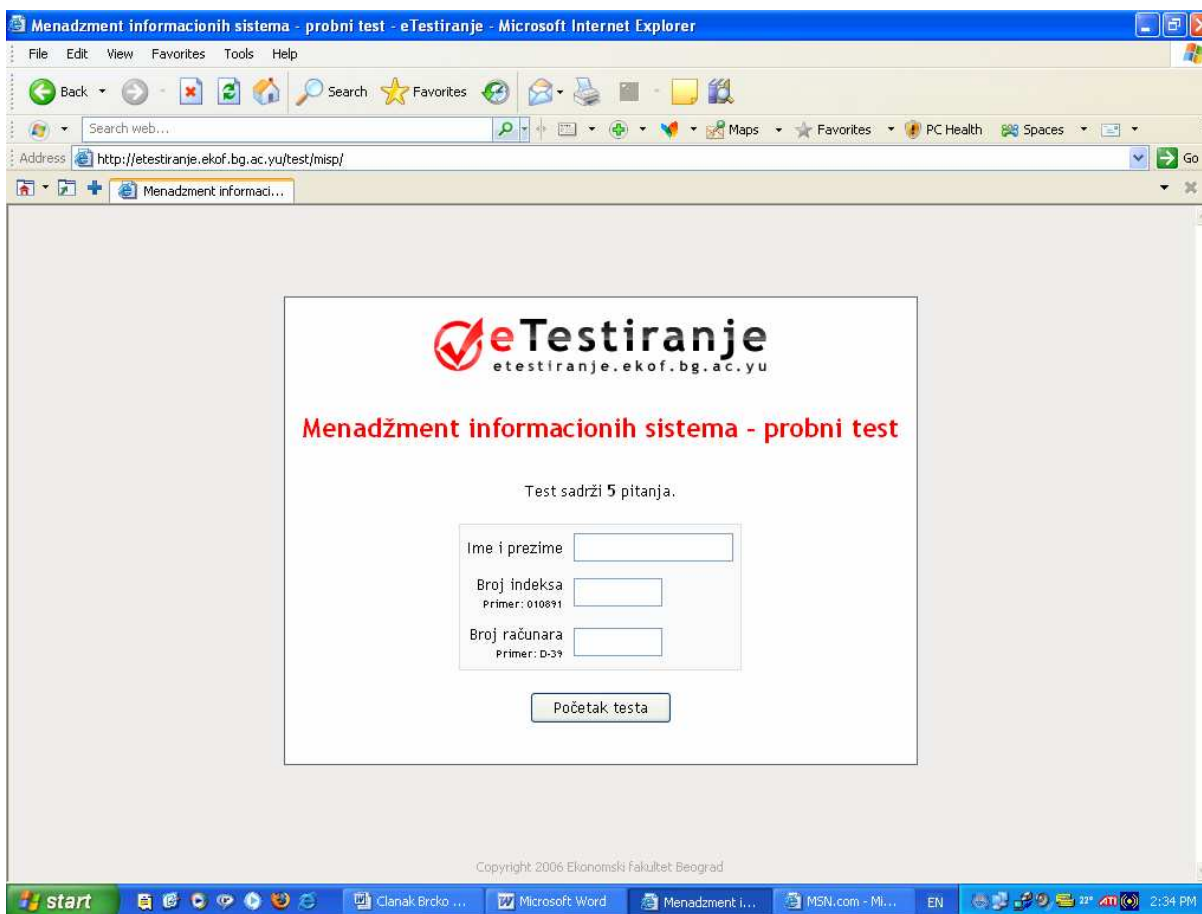 Menadzment informacionih sistema - probni test - eTestiranje - Microsoft Internet Explorer
File Edit View Favorites Tools Help
Back Search Favorites
Search web... Maps Favorites PC Health Spaces
Address http://etestiranje.ekof.bg.ac.yu/test/misp/ Go
Menadzment informaci...
eTestiranje
etestiranje.ekof.bg.ac.yu
Menadžment informacionih sistema - probni test
Test sadrži 5 pitanja.
Ime i prezime
Broj indeksa
Primer: 010891
Broj računara
Primer: D-39
Početak testa
Copyright 2006 Ekonomski fakultet Beograd
start Clanak Brcko ... Microsoft Word Menadzment i... MSN.com - Mi... EN 22° ATI 2:34 PM